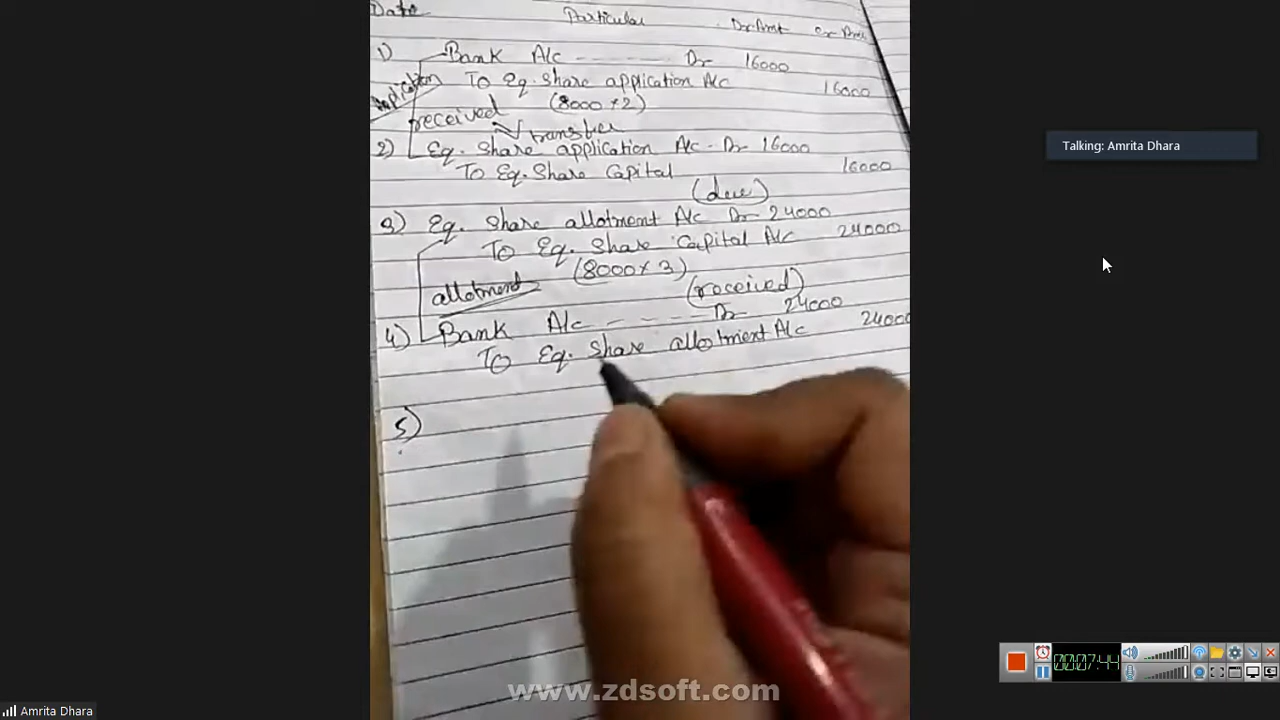 Date Particular Dr Amt Cr Amt
1) Bank A/c ------- Dr 16000
To Eq. Share application A/c 16000
Application
received (8000 × 2)
transfer
2) Eq. Share application A/c - Dr 16000
To Eq. Share Capital 16000
(due)
3) Eq. Share allotment A/c Dr 24000
To Eq. Share Capital A/c 24000
(8000 × 3)
allotment (received)
4) Bank A/c ------ Dr 24000
To Eq. Share allotment A/c 24000
5)
Talking: Amrita Dhara
00:07:44
www.zdsoft.com
Amrita Dhara